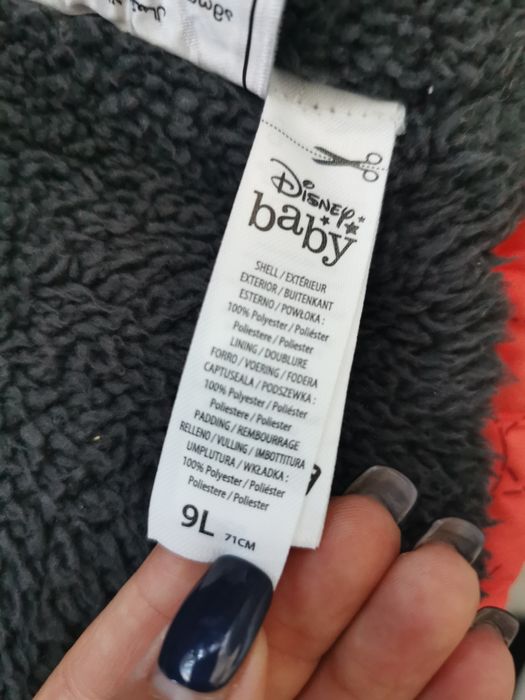 Disney
baby
SHELL / EXTÉRIEUR
EXTERIOR / BUITENKANT
ESTERNO / POWŁOKA :
100% Polyester / Poliéster
Poliestere / Poliester
LINING / DOUBLURE
FORRO / VOERING / FODERA
CAPTUSEALA / PODSZEWKA :
100% Polyester / Poliéster
Poliestere / Poliester
PADDING / REMBOURRAGE
RELLENO / VULLING / IMBOTTITURA
UMPLUTURA / WKŁADKA :
100% Polyester / Poliéster
Poliestere / Poliester
9L 71CM